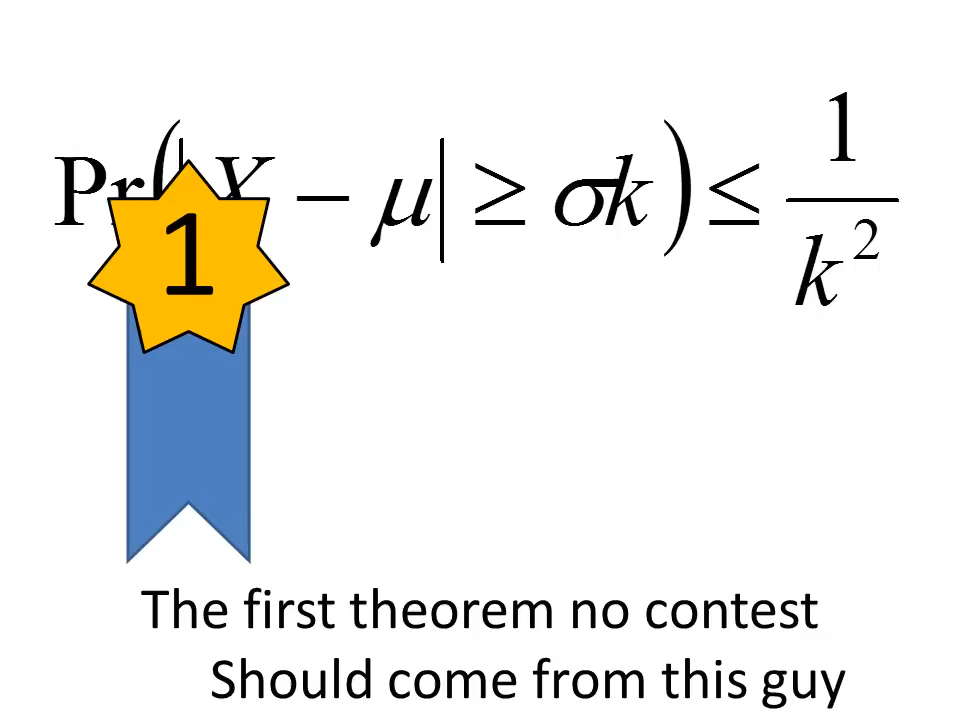 Pr(|X − μ| ≥ σk) ≤ 1/k²
1
The first theorem no contest
Should come from this guy